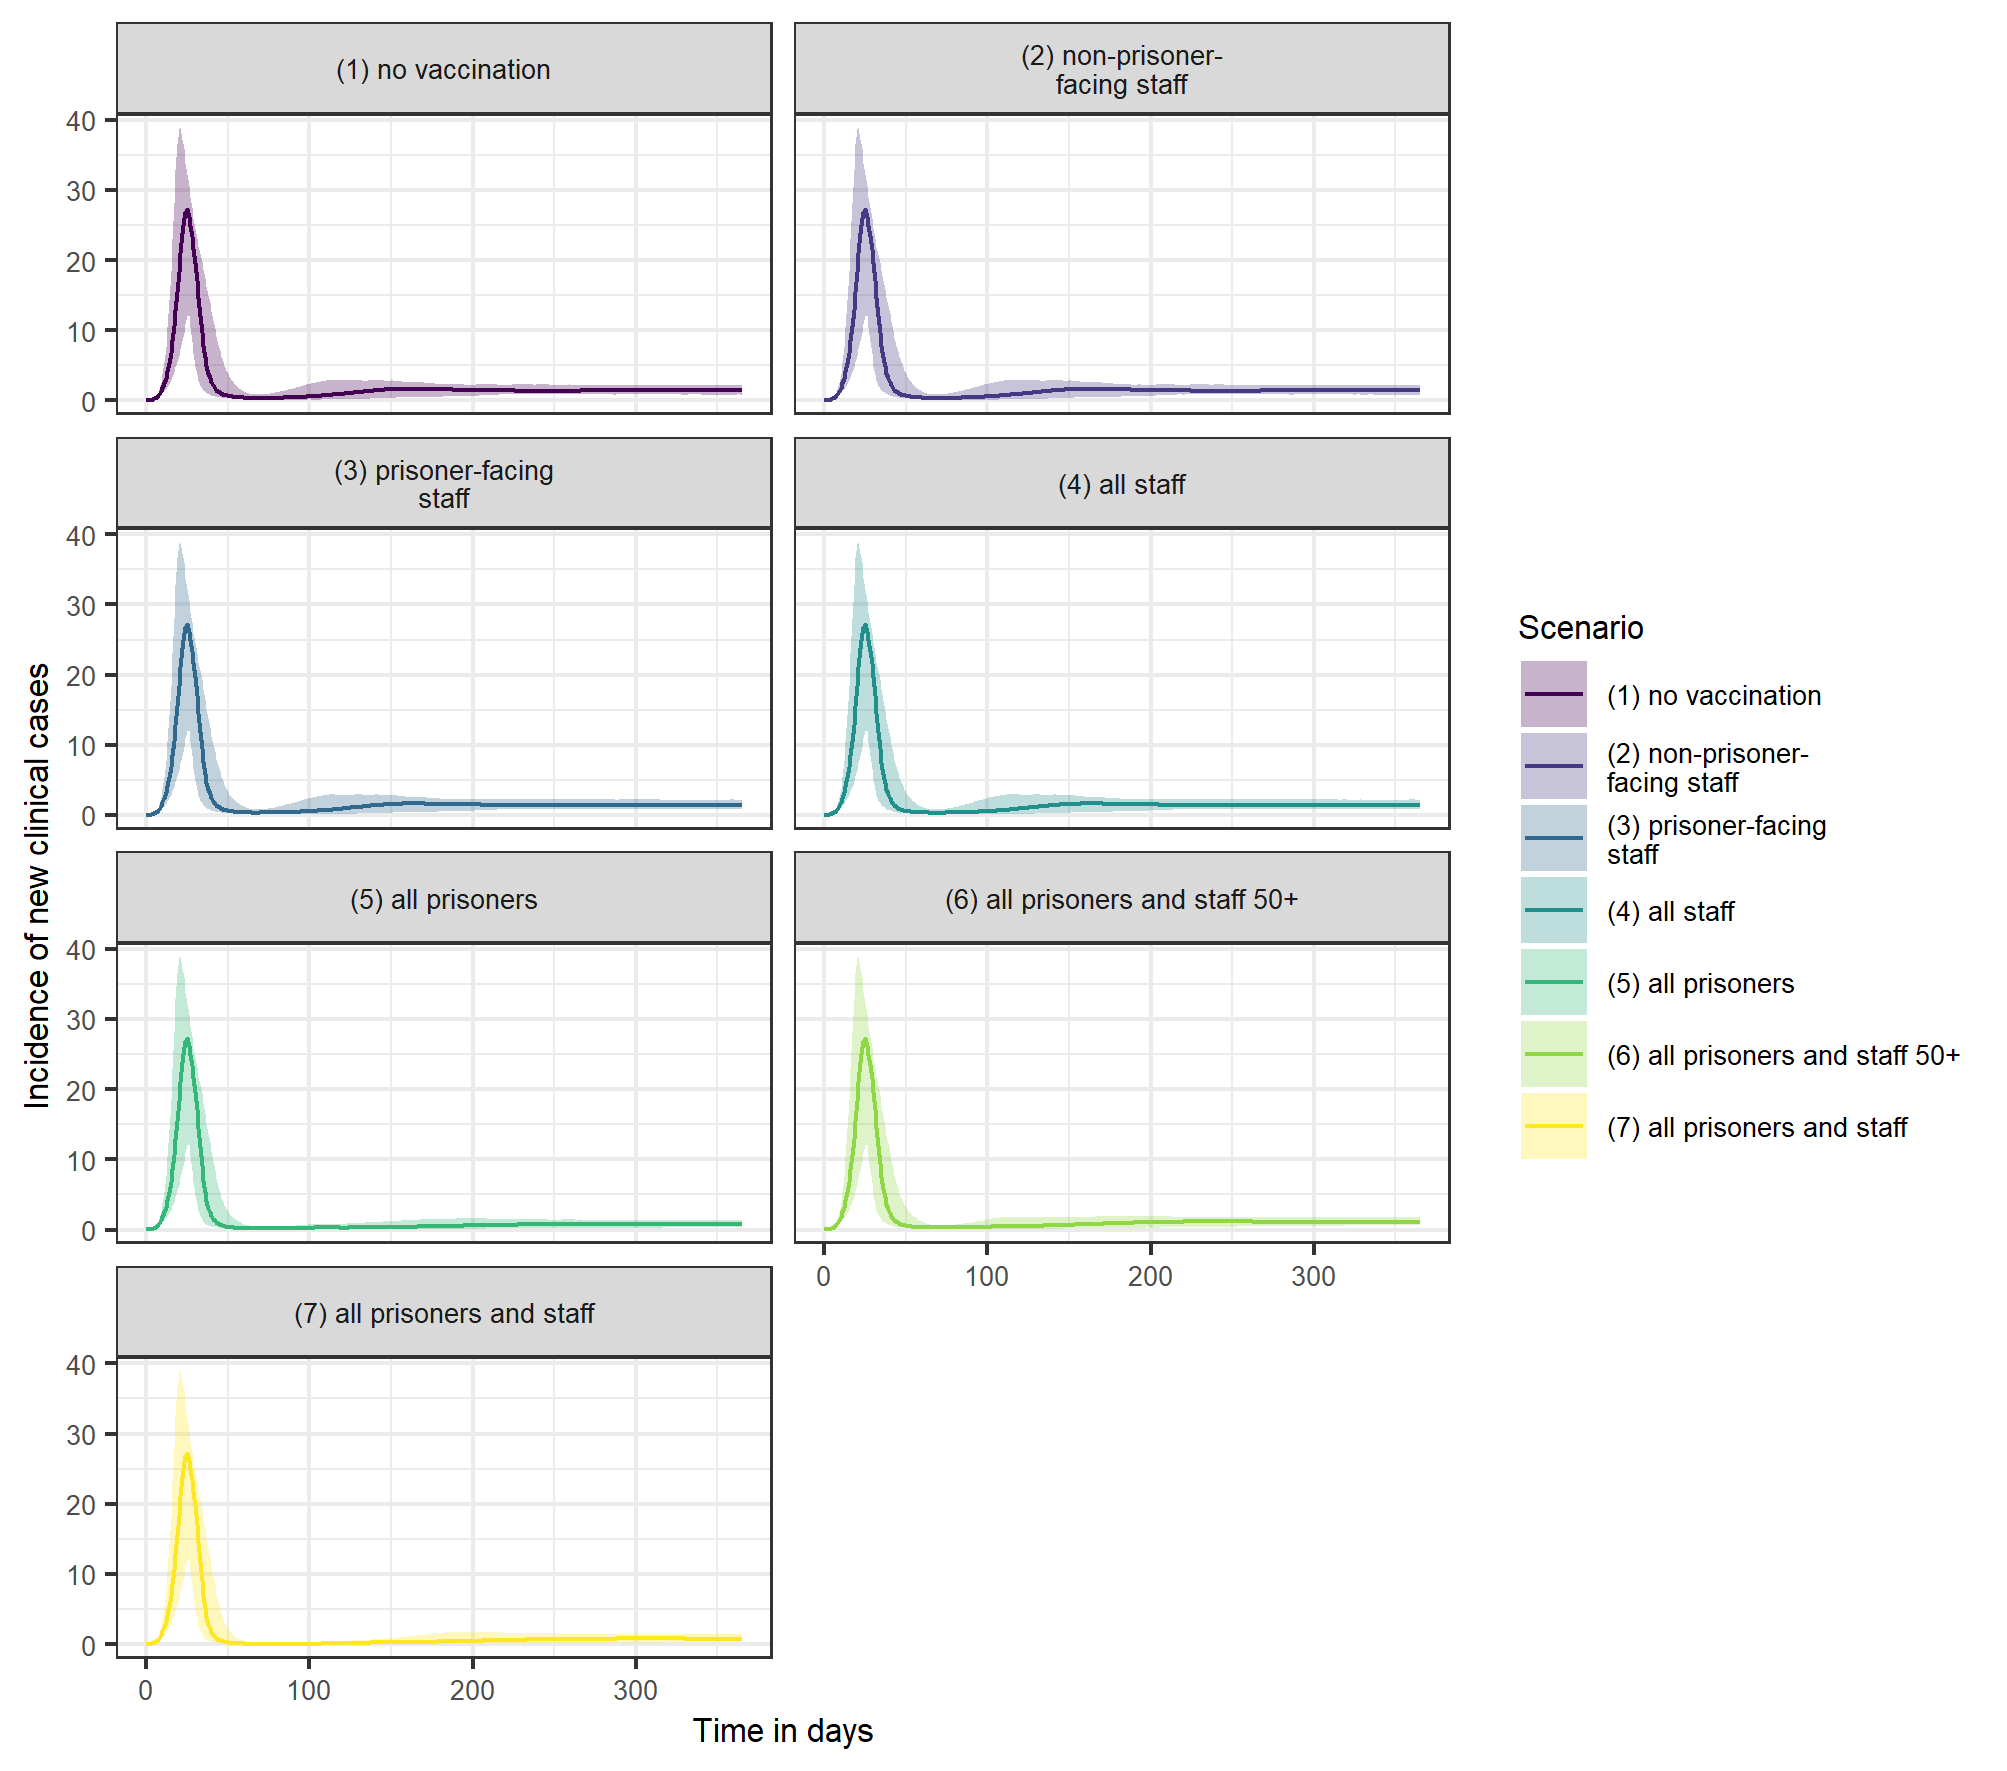 (1) no vaccination
(2) non-prisoner-
facing staff
40
30
20
10
0
(3) prisoner-facing
staff
(4) all staff
40
30
20
10
0
(5) all prisoners
(6) all prisoners and staff 50+
40
30
20
10
0
0 100 200 300
(7) all prisoners and staff
40
30
20
10
0
0 100 200 300
Time in days
Incidence of new clinical cases
Scenario
(1) no vaccination
(2) non-prisoner-
facing staff
(3) prisoner-facing
staff
(4) all staff
(5) all prisoners
(6) all prisoners and staff 50+
(7) all prisoners and staff